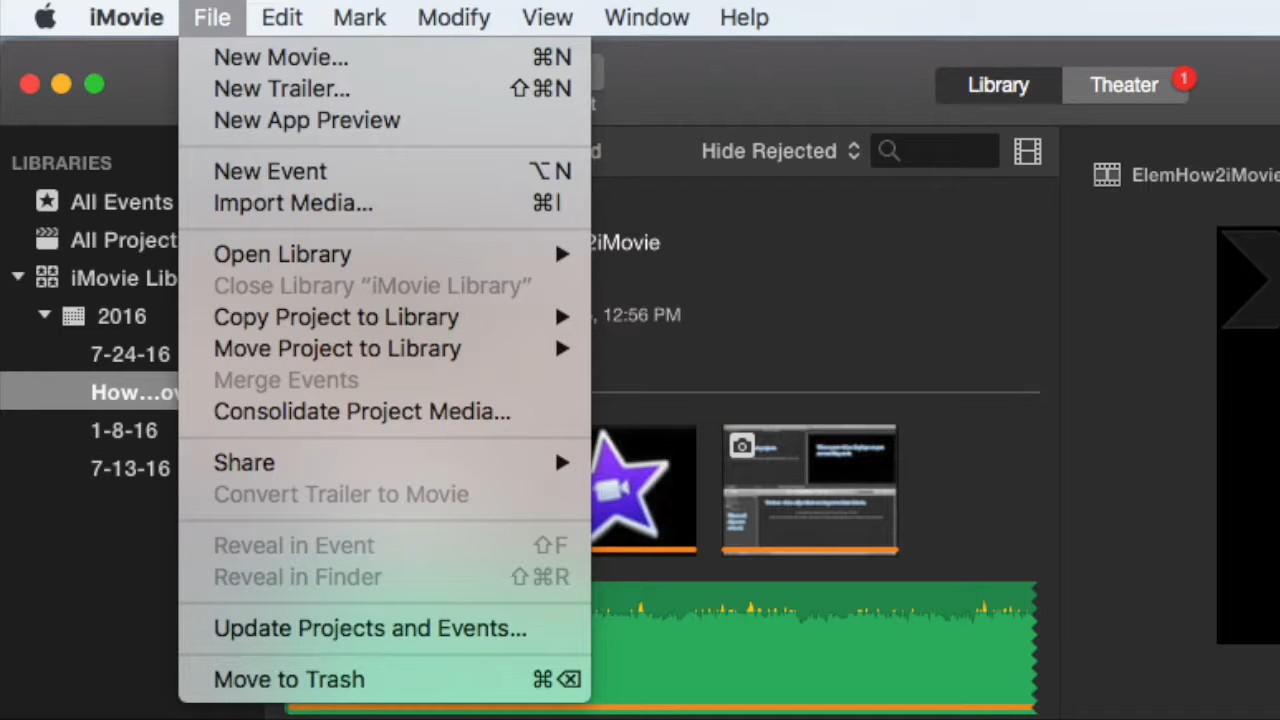 iMovie File Edit Mark Modify View Window Help
New Movie... ⌘N
New Trailer... ⇧⌘N
New App Preview
New Event ⌥N
Import Media... ⌘I
Open Library
Close Library “iMovie Library”
Copy Project to Library
Move Project to Library
Merge Events
Consolidate Project Media...
Share
Convert Trailer to Movie
Reveal in Event ⇧F
Reveal in Finder ⇧⌘R
Update Projects and Events...
Move to Trash ⌘⌫
LIBRARIES
All Events
All Project
iMovie Lib
2016
7-24-16
How...ov
1-8-16
7-13-16
Library Theater 1
Hide Rejected
2iMovie
, 12:56 PM
ElemHow2iMovie